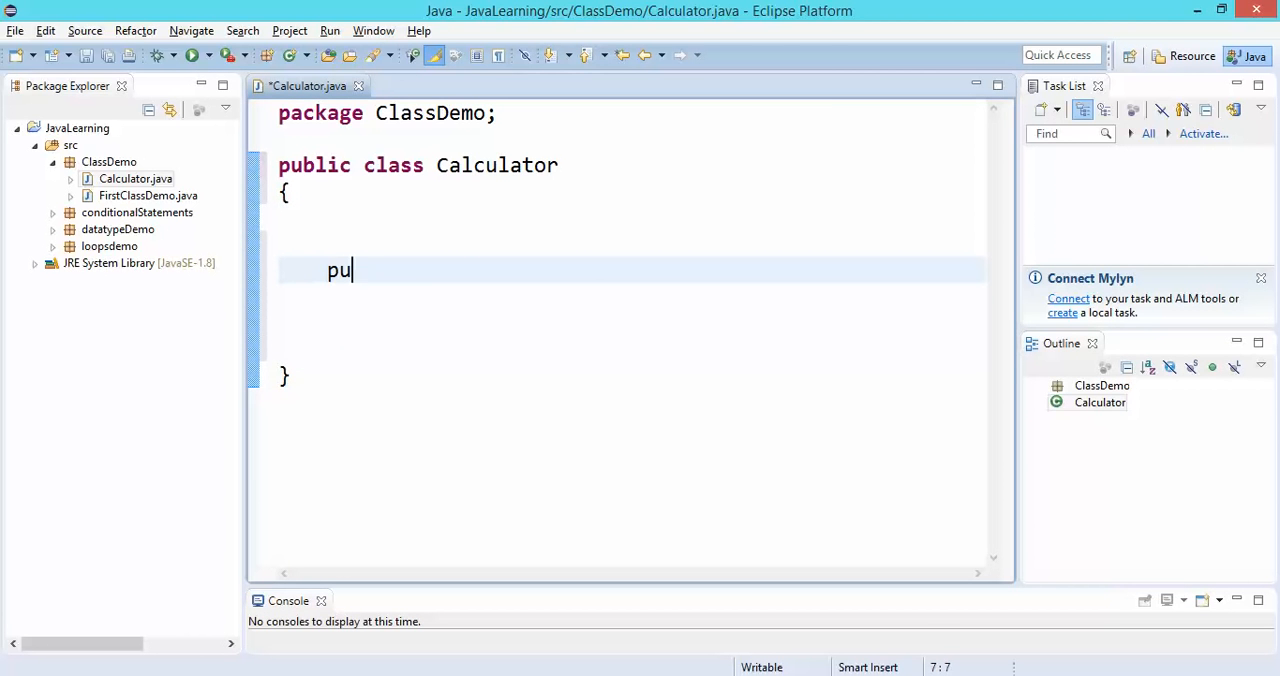 Java - JavaLearning/src/ClassDemo/Calculator.java - Eclipse Platform
File Edit Source Refactor Navigate Search Project Run Window Help
Quick Access
Resource
Java
Package Explorer
JavaLearning
src
ClassDemo
Calculator.java
FirstClassDemo.java
conditionalStatements
datatypeDemo
loopsdemo
JRE System Library [JavaSE-1.8]
*Calculator.java
package ClassDemo;
public class Calculator
{
pu
}
Task List
Find
All
Activate...
Connect Mylyn
Connect to your task and ALM tools or
create a local task.
Outline
ClassDemo
Calculator
Console
No consoles to display at this time.
Writable
Smart Insert
7 : 7